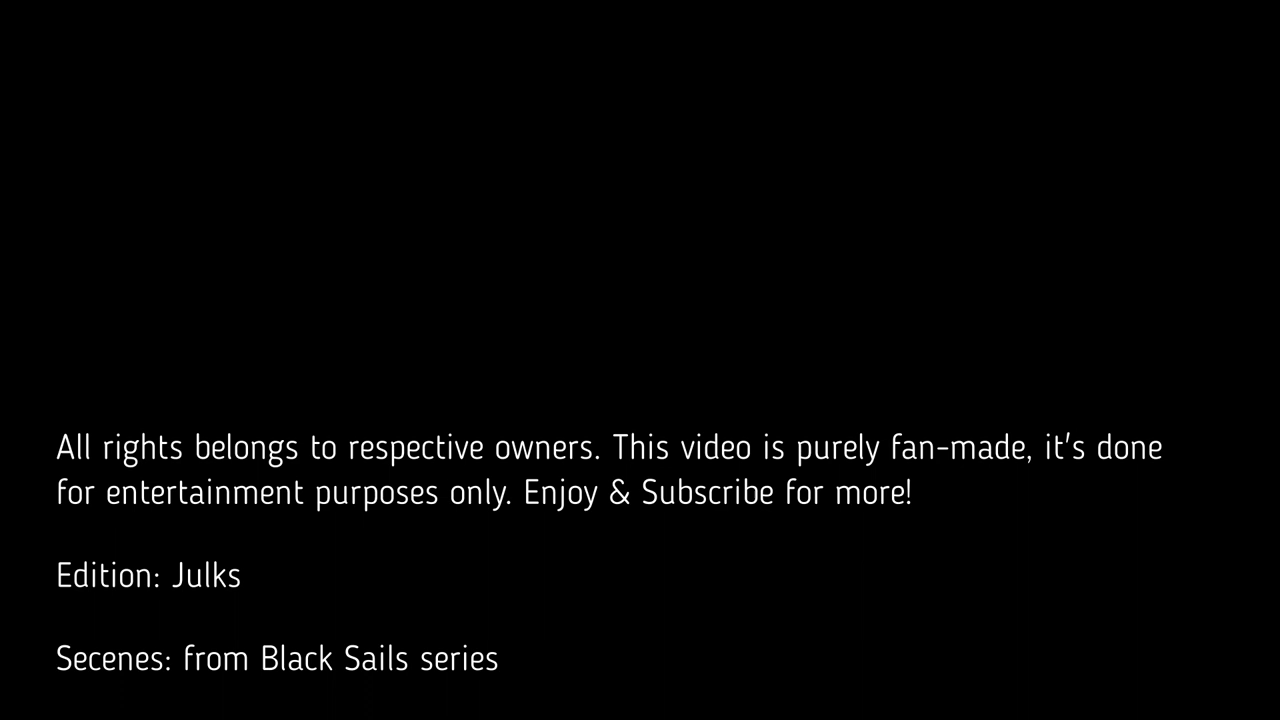 All rights belongs to respective owners. This video is purely fan-made, it's done
for entertainment purposes only. Enjoy & Subscribe for more!
Edition: Julks
Secenes: from Black Sails series